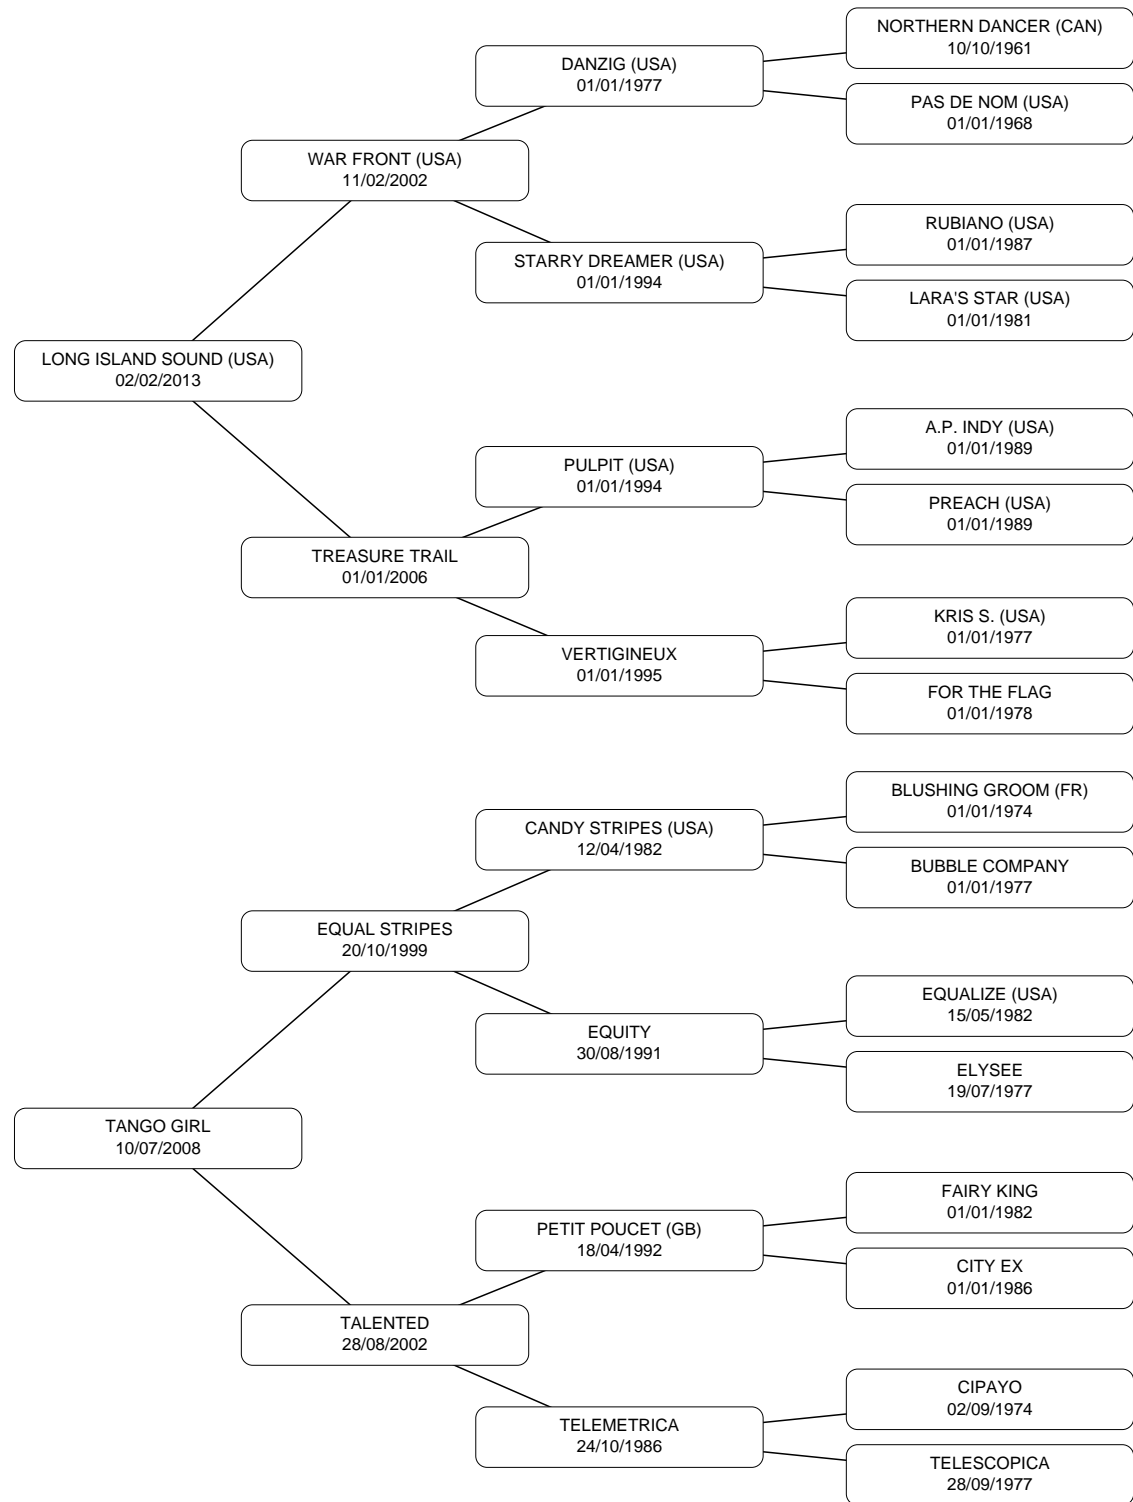 NORTHERN DANCER (CAN)
10/10/1961
DANZIG (USA)
01/01/1977
PAS DE NOM (USA)
01/01/1968
WAR FRONT (USA)
11/02/2002
RUBIANO (USA)
01/01/1987
STARRY DREAMER (USA)
01/01/1994
LARA'S STAR (USA)
01/01/1981
LONG ISLAND SOUND (USA)
02/02/2013
A.P. INDY (USA)
01/01/1989
PULPIT (USA)
01/01/1994
PREACH (USA)
01/01/1989
TREASURE TRAIL
01/01/2006
KRIS S. (USA)
01/01/1977
VERTIGINEUX
01/01/1995
FOR THE FLAG
01/01/1978
BLUSHING GROOM (FR)
01/01/1974
CANDY STRIPES (USA)
12/04/1982
BUBBLE COMPANY
01/01/1977
EQUAL STRIPES
20/10/1999
EQUALIZE (USA)
15/05/1982
EQUITY
30/08/1991
ELYSEE
19/07/1977
TANGO GIRL
10/07/2008
FAIRY KING
01/01/1982
PETIT POUCET (GB)
18/04/1992
CITY EX
01/01/1986
TALENTED
28/08/2002
CIPAYO
02/09/1974
TELEMETRICA
24/10/1986
TELESCOPICA
28/09/1977